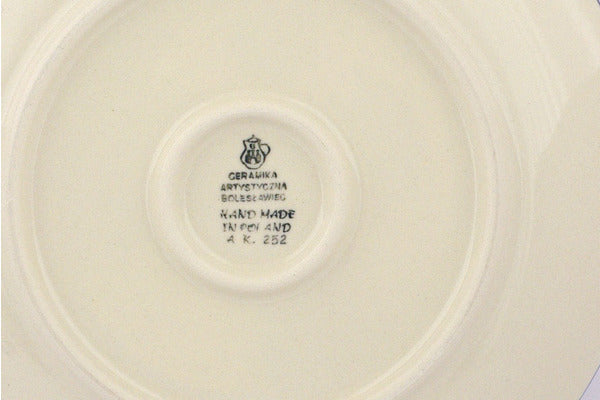 CERAMIKA
ARTYSTYCZNA
BOLESŁAWIEC
HAND MADE
IN POLAND
A K. 252